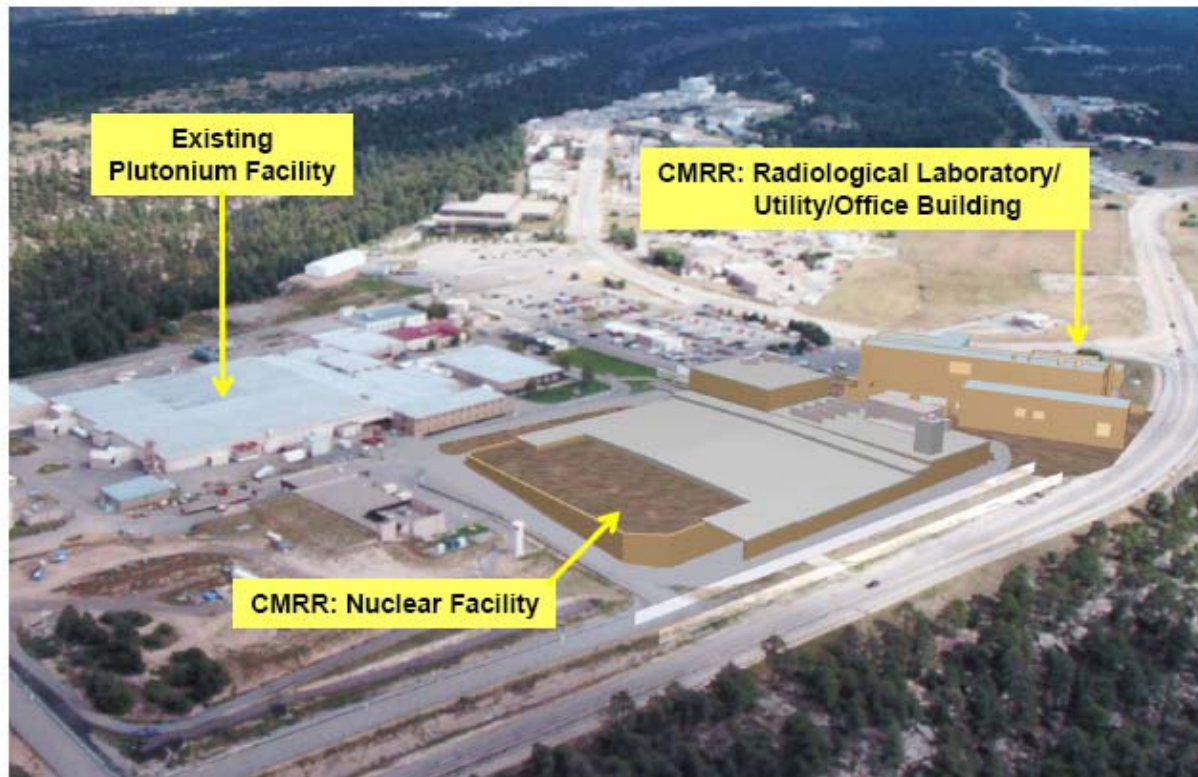 Existing
Plutonium Facility
CMRR: Radiological Laboratory/
Utility/Office Building
CMRR: Nuclear Facility